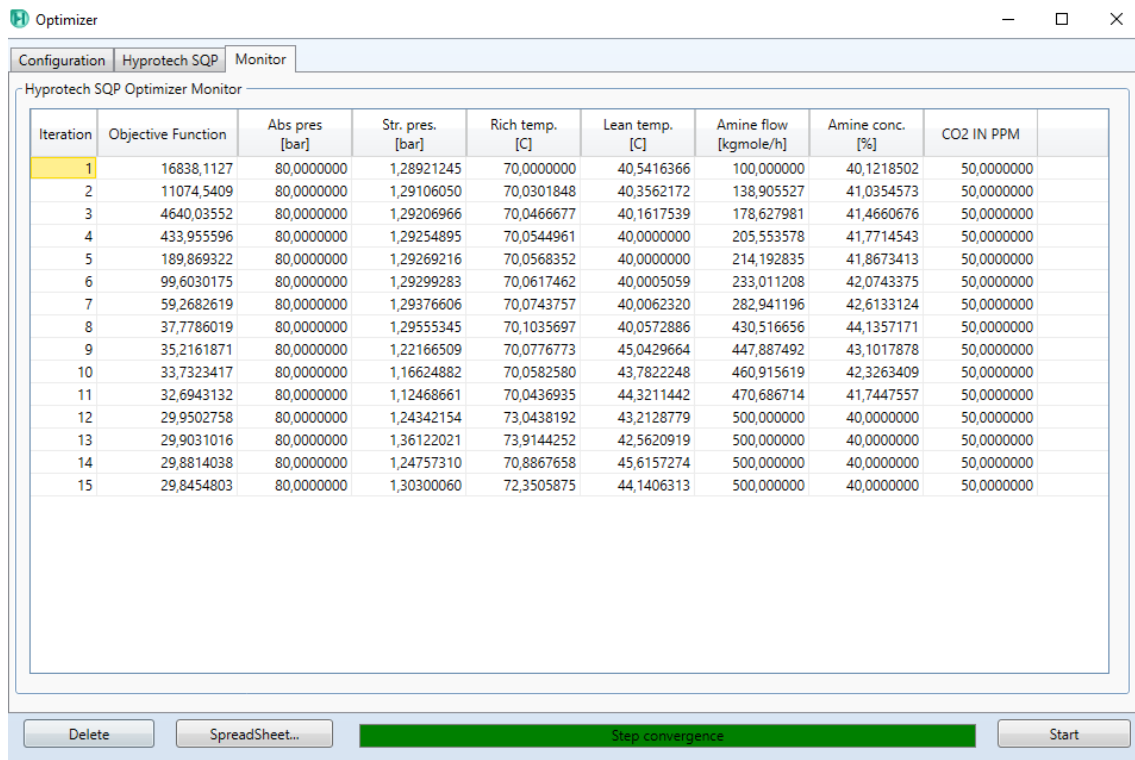 Optimizer
Configuration Hyprotech SQP Monitor
Hyprotech SQP Optimizer Monitor
Iteration Objective Function Abs pres [bar] Str. pres. [bar] Rich temp. [C] Lean temp. [C] Amine flow [kgmole/h] Amine conc. [%] CO2 IN PPM
1 16838,1127 80,0000000 1,28921245 70,0000000 40,5416366 100,000000 40,1218502 50,0000000
2 11074,5409 80,0000000 1,29106050 70,0301848 40,3562172 138,905527 41,0354573 50,0000000
3 4640,03552 80,0000000 1,29206966 70,0466677 40,1617539 178,627981 41,4660676 50,0000000
4 433,955596 80,0000000 1,29254895 70,0544961 40,0000000 205,553578 41,7714543 50,0000000
5 189,869322 80,0000000 1,29269216 70,0568352 40,0000000 214,192835 41,8673413 50,0000000
6 99,6030175 80,0000000 1,29299283 70,0617462 40,0005059 233,011208 42,0743375 50,0000000
7 59,2682619 80,0000000 1,29376606 70,0743757 40,0062320 282,941196 42,6133124 50,0000000
8 37,7786019 80,0000000 1,29555345 70,1035697 40,0572886 430,516656 44,1357171 50,0000000
9 35,2161871 80,0000000 1,22166509 70,0776773 45,0429664 447,887492 43,1017878 50,0000000
10 33,7323417 80,0000000 1,16624882 70,0582580 43,7822248 460,915619 42,3263409 50,0000000
11 32,6943132 80,0000000 1,12468661 70,0436935 44,3211442 470,686714 41,7447557 50,0000000
12 29,9502758 80,0000000 1,24342154 73,0438192 43,2128779 500,000000 40,0000000 50,0000000
13 29,9031016 80,0000000 1,36122021 73,9144252 42,5620919 500,000000 40,0000000 50,0000000
14 29,8814038 80,0000000 1,24757310 70,8867658 45,6157274 500,000000 40,0000000 50,0000000
15 29,8454803 80,0000000 1,30300060 72,3505875 44,1406313 500,000000 40,0000000 50,0000000
Delete SpreadSheet... Step convergence Start